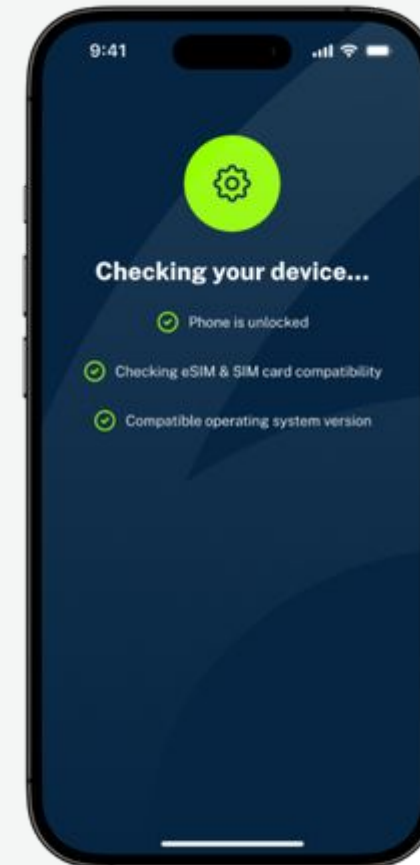 9:41
Checking your device...
Phone is unlocked
Checking eSIM & SIM card compatibility
Compatible operating system version